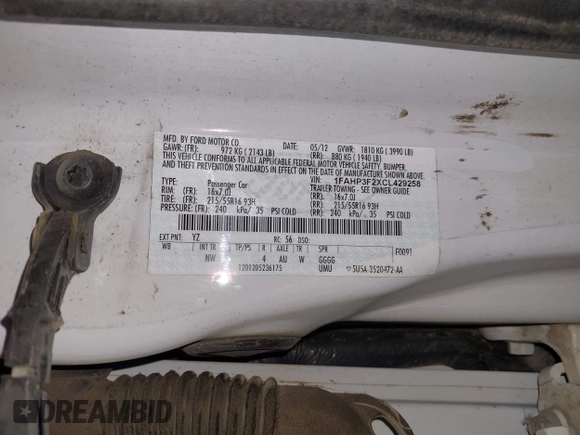 MFD. BY FORD MOTOR CO.
DATE: 05/12 GVWR: 1810 KG ( 3990 LB)
GAWR: (FR): 972 KG ( 2143 LB) (RR): 880 KG ( 1940 LB)
THIS VEHICLE CONFORMS TO ALL APPLICABLE FEDERAL MOTOR VEHICLE SAFETY, BUMPER,
AND THEFT PREVENTION STANDARDS IN EFFECT ON THE DATE OF MANUFACTURE SHOWN ABOVE.
VIN: 1FAHP3F2XCL429258
TYPE: Passenger Car TRAILER TOWING - SEE OWNER GUIDE
RIM: (FR): 16x7.0J (RR): 16x7.0J
TIRE: (FR): 215/55R16 93H (RR): 215/55R16 93H
PRESSURE: (FR): 240 kPa/ 35 PSI COLD (RR): 240 kPa/ 35 PSI COLD
EXT PNT: YZ RC: 56 DSO: F0091
WB INT TR TP/PS R AXLE TR SPR
NW 4 AU W GGGG
1201205236175 UMU 5U5A-3520472-AA
DREAMBID